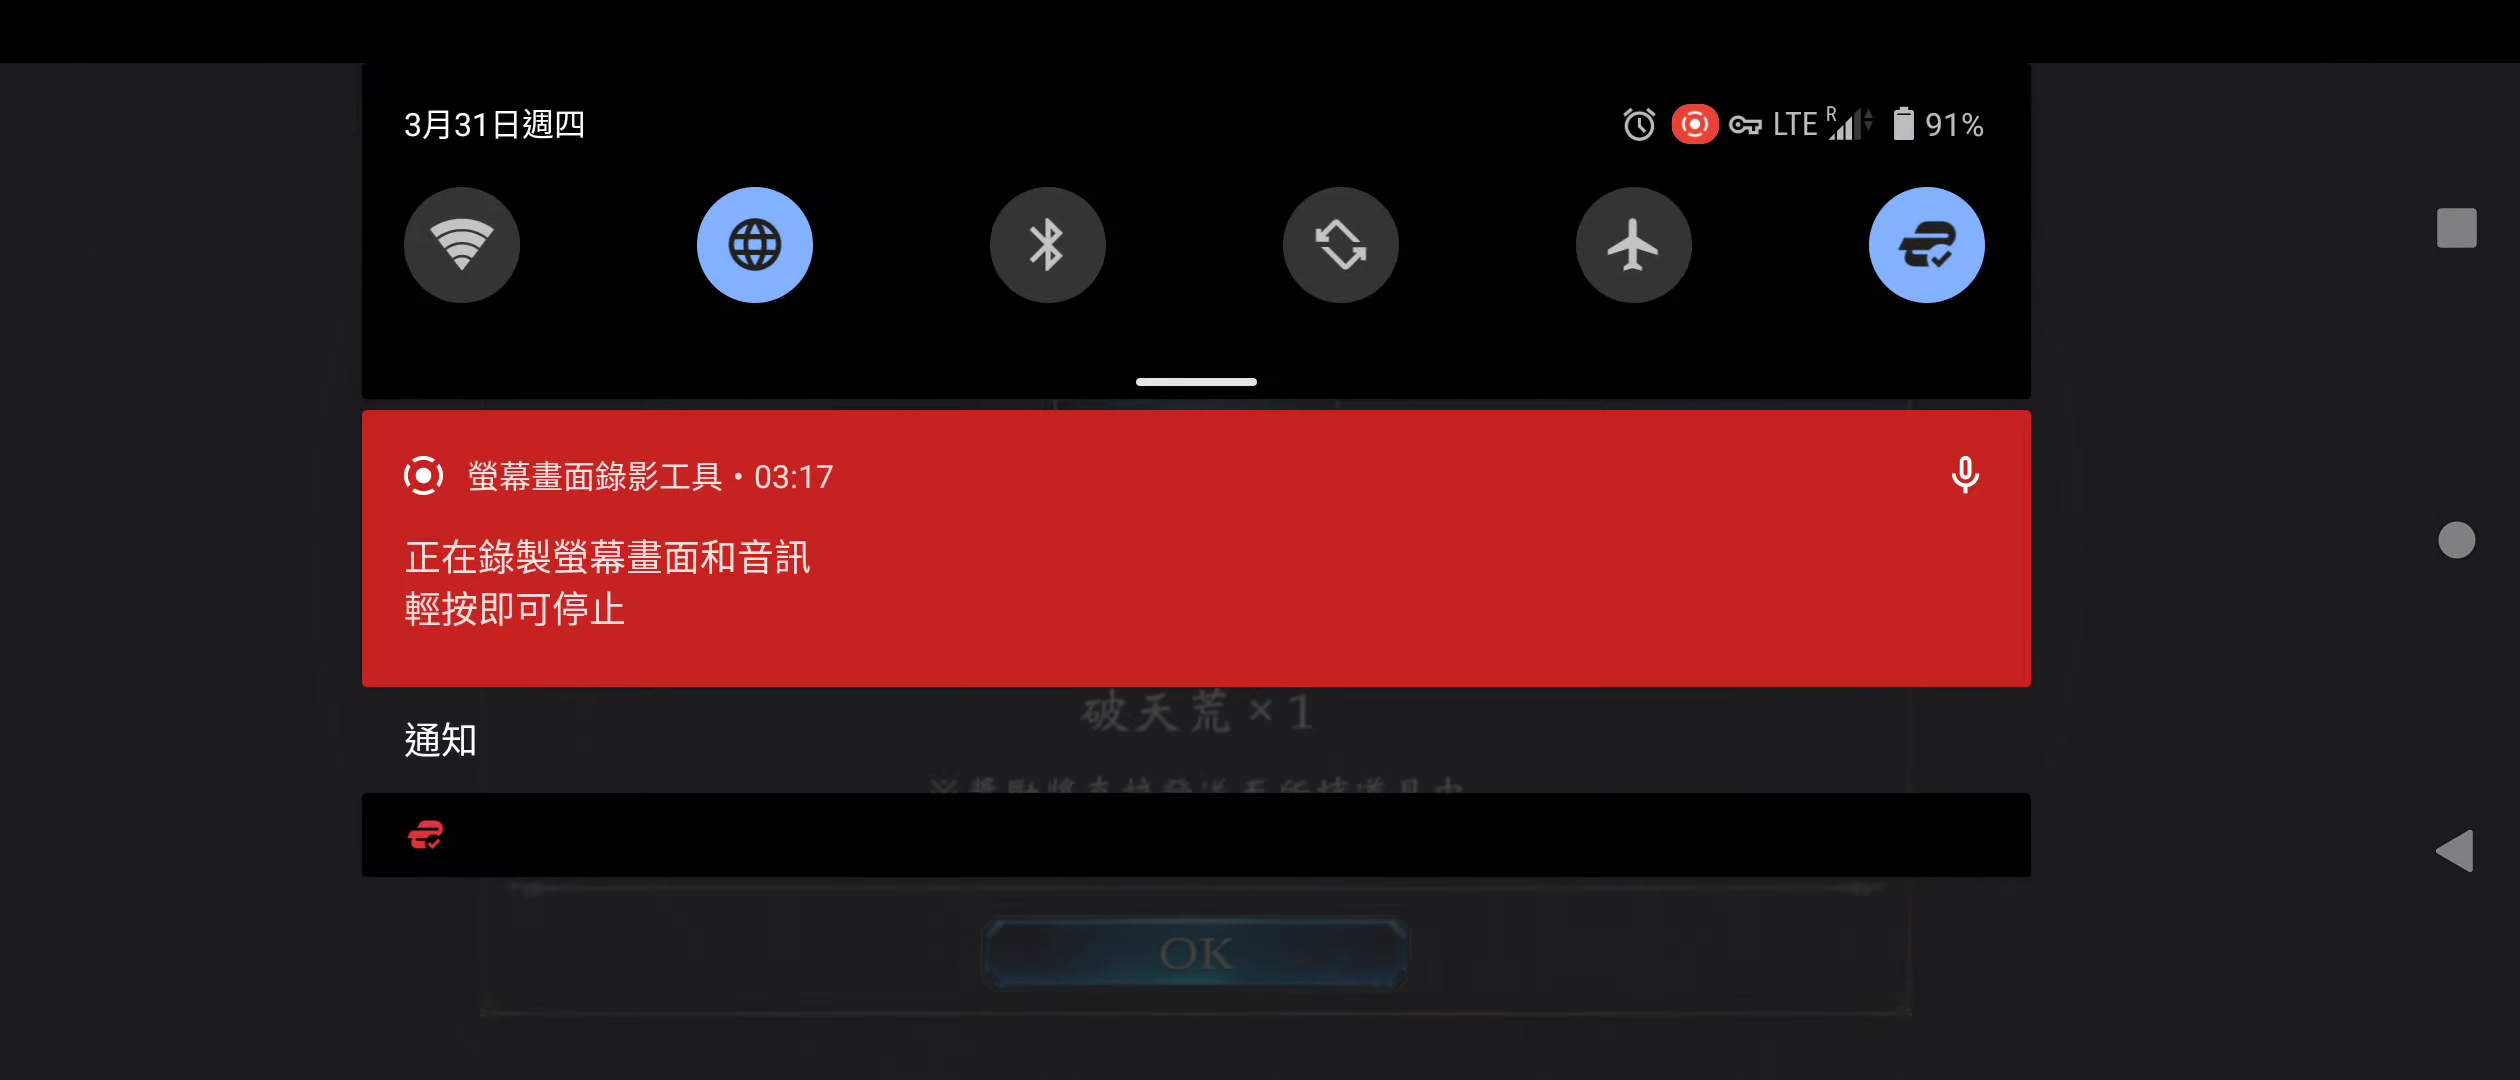 3月31日週四
LTE R 91%
螢幕畫面錄影工具 • 03:17
正在錄製螢幕畫面和音訊
輕按即可停止
破天荒×1
通知
OK